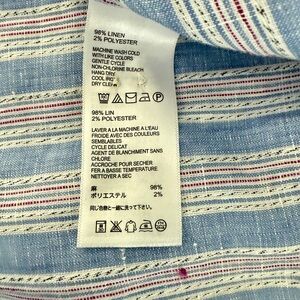 98% LINEN
2% POLYESTER
MACHINE WASH COLD
WITH LIKE COLORS
GENTLE CYCLE
NON-CHLORINE BLEACH
HANG DRY
COOL IRON
DRY CLEAN
98% LIN
2% POLYESTER
LAVER A LA MACHINE A L'EAU
FROIDE AVEC DES COULEURS
SEMBLABLES
CYCLE DELICAT
AGENT DE BLANCHIMENT SANS
CHLORE
ACCROCHE POUR SECHER
FER A BASSE TEMPERATURE
NETTOYER A SEC
麻 98%
ポリエステル 2%